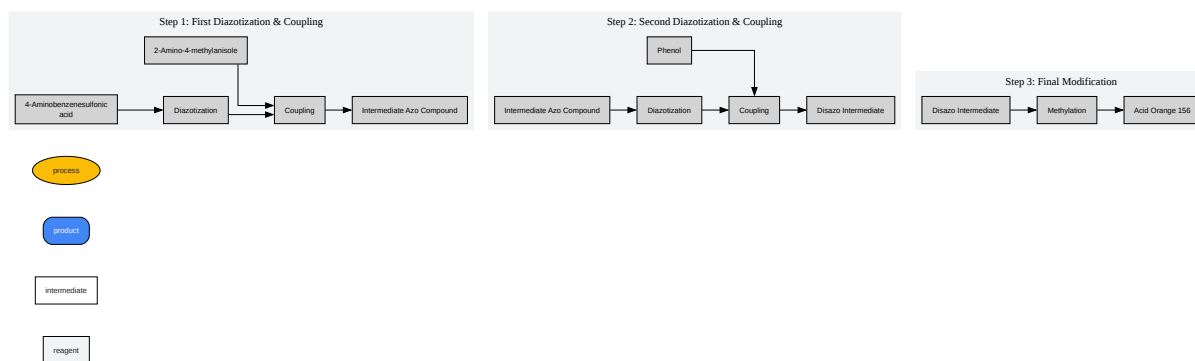 Step 1: First Diazotization & Coupling
2-Amino-4-methylanisole
4-Aminobenzenesulfonic
acid
Diazotization
Coupling
Intermediate Azo Compound
Step 2: Second Diazotization & Coupling
Phenol
Intermediate Azo Compound
Diazotization
Coupling
Disazo Intermediate
Step 3: Final Modification
Disazo Intermediate
Methylation
Acid Orange 156
process
product
intermediate
reagent